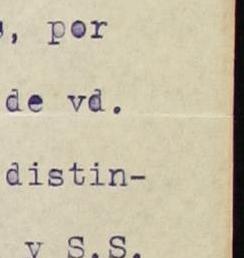 , por
de vd.
distin-
y S.S.